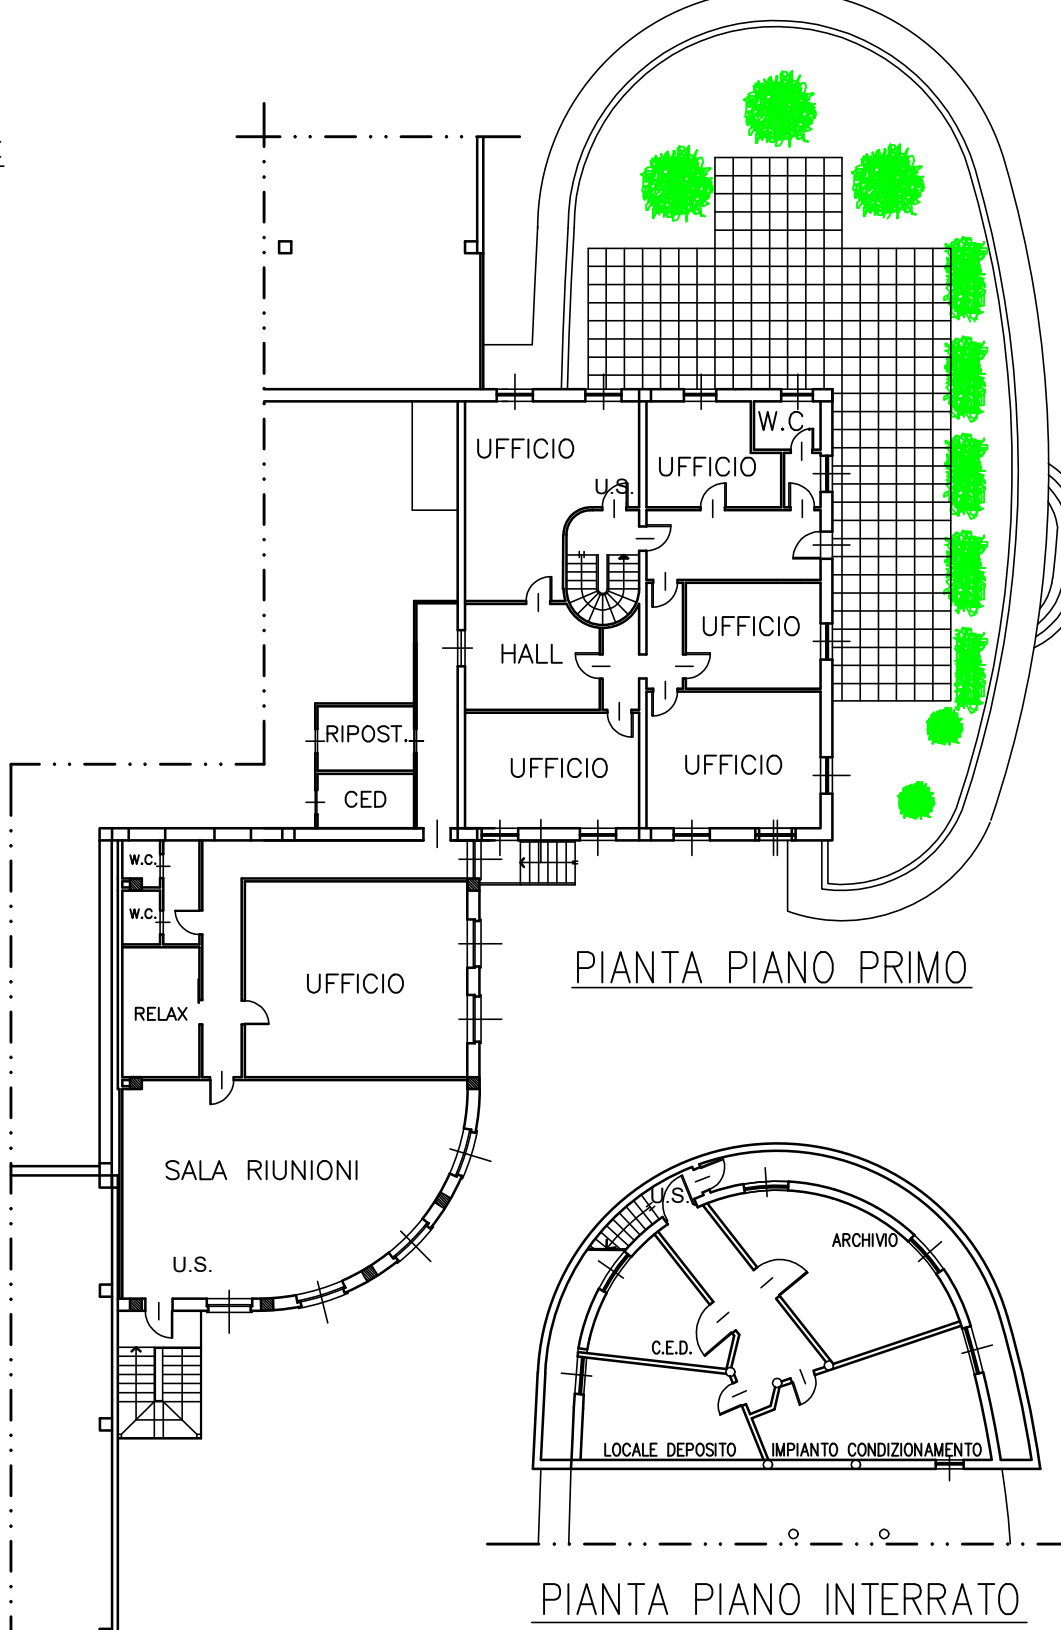 W.C.
UFFICIO
UFFICIO
U.S.
UFFICIO
HALL
RIPOST.
UFFICIO
UFFICIO
CED
W.C.
W.C.
PIANTA PIANO PRIMO
UFFICIO
RELAX
SALA RIUNIONI
U.S.
U.S.
ARCHIVIO
C.E.D.
LOCALE DEPOSITO
IMPIANTO CONDIZIONAMENTO
PIANTA PIANO INTERRATO